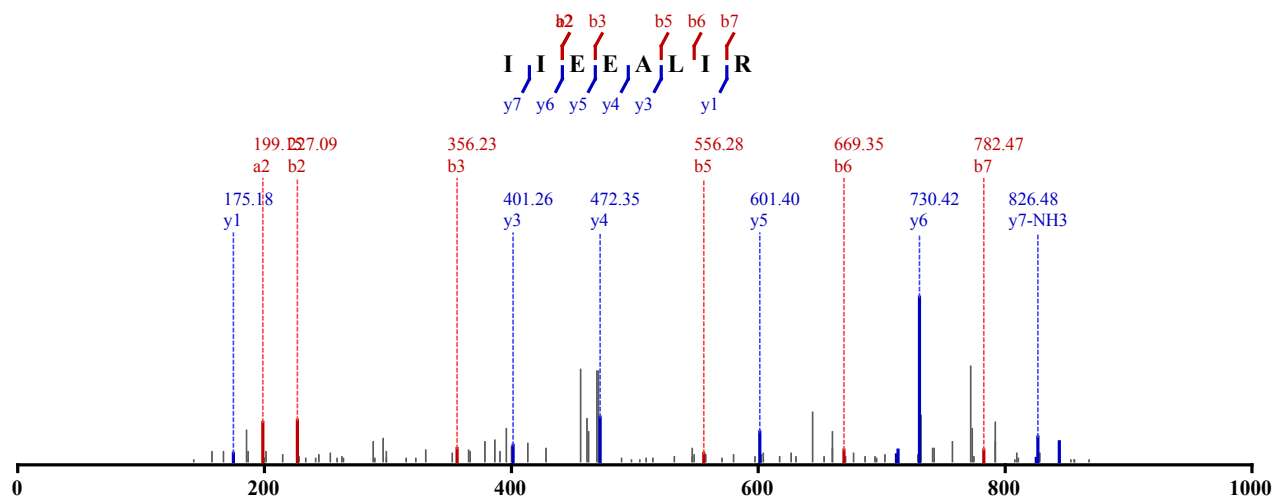 b2 b3 b5 b6 b7
I I E E A L I R
y7 y6 y5 y4 y3 y1
199.15 227.09 356.23 556.28 669.35 782.47
a2 b2 b3 b5 b6 b7
175.18 401.26 472.35 601.40 730.42 826.48
y1 y3 y4 y5 y6 y7-NH3
0 200 400 600 800 1000